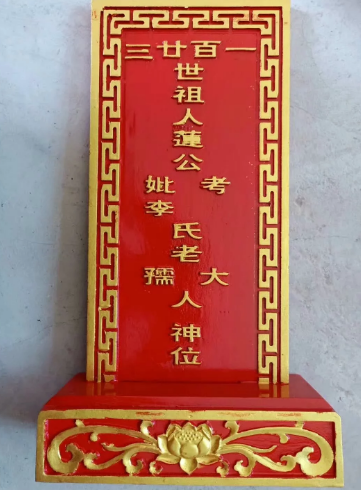 一百廿三
考大
世祖人蓮公氏老人神位
妣李孺